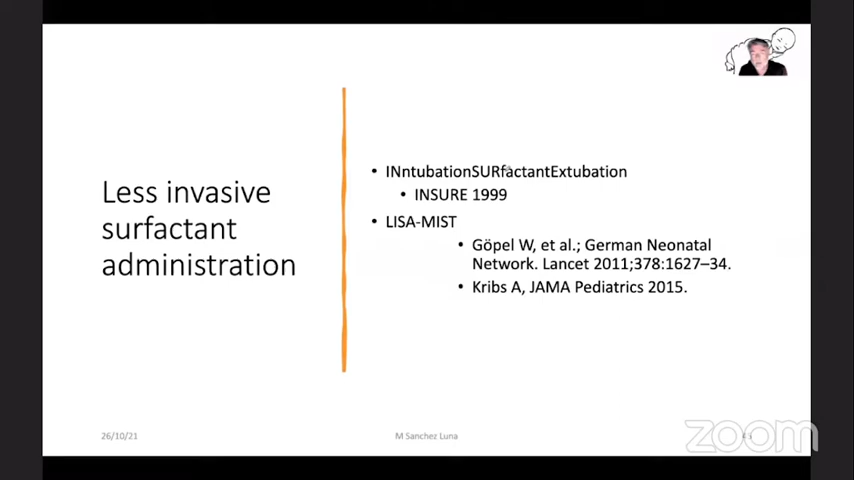 Less invasive
surfactant
administration
• INntubationSURfactantExtubation
• INSURE 1999
• LISA-MIST
• Göpel W, et al.; German Neonatal
Network. Lancet 2011;378:1627–34.
• Kribs A, JAMA Pediatrics 2015.
26/10/21
M Sanchez Luna
zoom